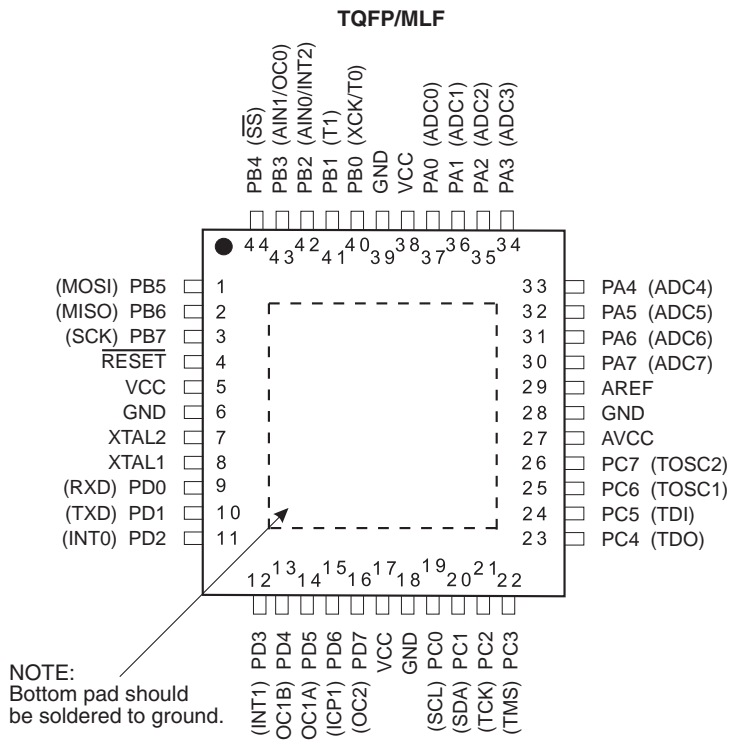 TQFP/MLF
PB4 (SS)
PB3 (AIN1/OC0)
PB2 (AIN0/INT2)
PB1 (T1)
PB0 (XCK/T0)
GND
VCC
PA0 (ADC0)
PA1 (ADC1)
PA2 (ADC2)
PA3 (ADC3)
44
43
42
41
40
39
38
37
36
35
34
(MOSI) PB5 1
(MISO) PB6 2
(SCK) PB7 3
RESET 4
VCC 5
GND 6
XTAL2 7
XTAL1 8
(RXD) PD0 9
(TXD) PD1 10
(INT0) PD2 11
33 PA4 (ADC4)
32 PA5 (ADC5)
31 PA6 (ADC6)
30 PA7 (ADC7)
29 AREF
28 GND
27 AVCC
26 PC7 (TOSC2)
25 PC6 (TOSC1)
24 PC5 (TDI)
23 PC4 (TDO)
12
13
14
15
16
17
18
19
20
21
22
(INT1) PD3
OC1B) PD4
OC1A) PD5
(ICP1) PD6
(OC2) PD7
VCC
GND
(SCL) PC0
(SDA) PC1
(TCK) PC2
(TMS) PC3
NOTE:
Bottom pad should
be soldered to ground.